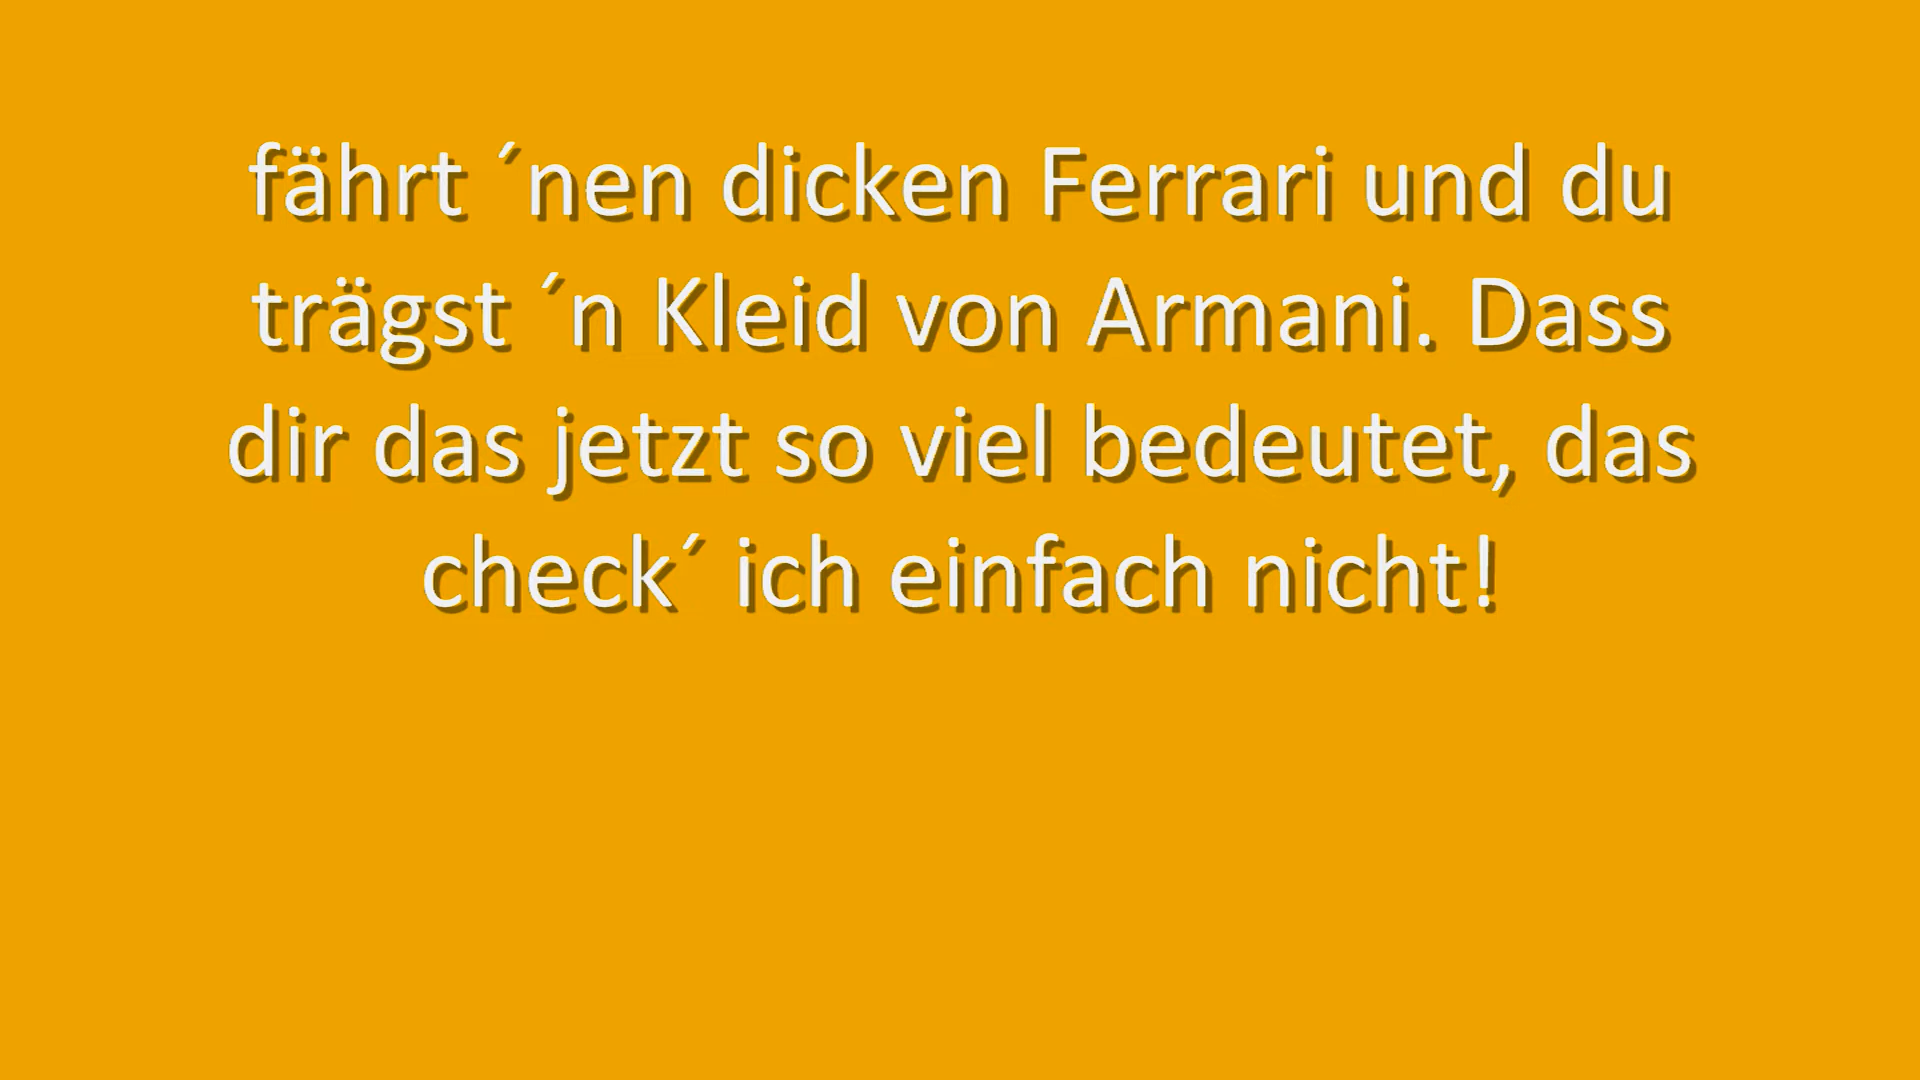 fährt ´nen dicken Ferrari und du
trägst ´n Kleid von Armani. Dass
dir das jetzt so viel bedeutet, das
check´ ich einfach nicht!